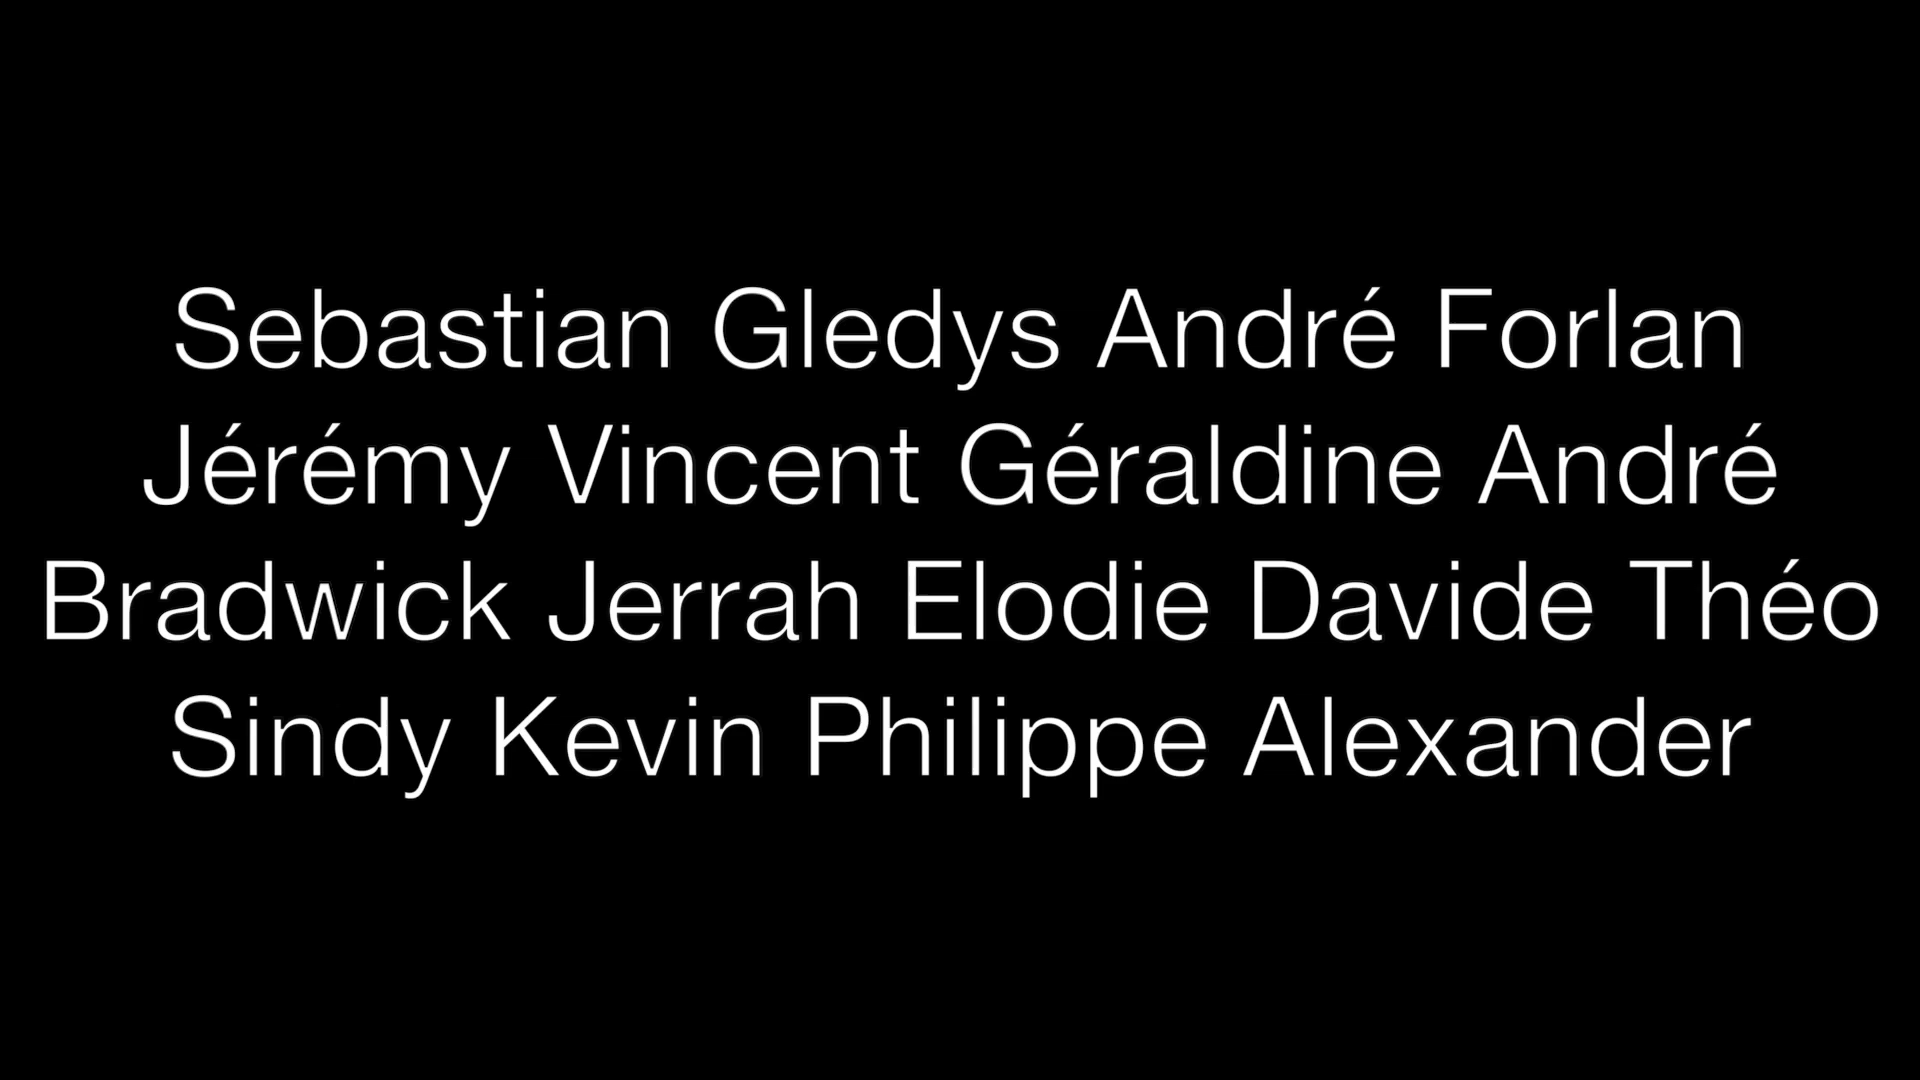 Sebastian Gledys André Forlan
Jérémy Vincent Géraldine André
Bradwick Jerrah Elodie Davide Théo
Sindy Kevin Philippe Alexander